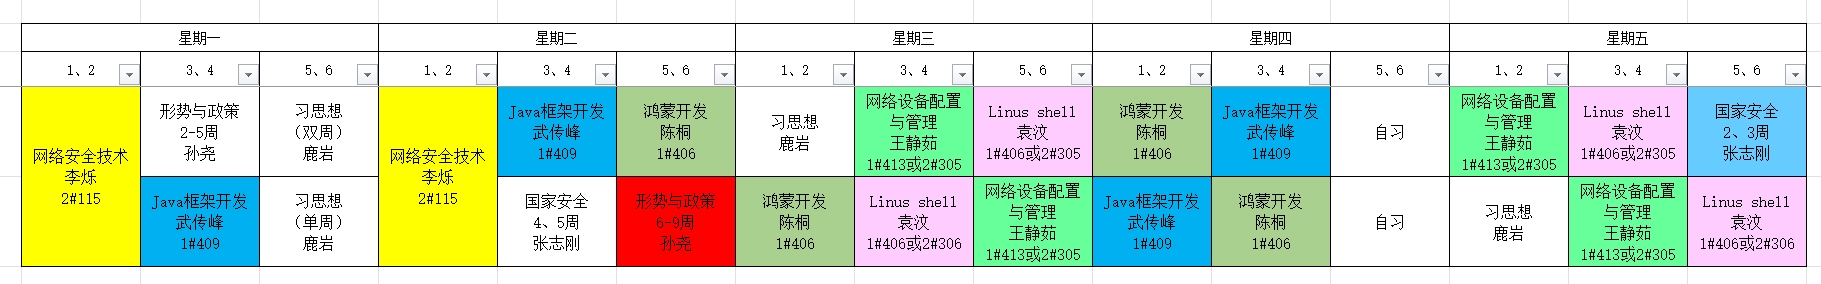 星期一 星期二 星期三 星期四 星期五
1、2 3、4 5、6 1、2 3、4 5、6 1、2 3、4 5、6 1、2 3、4 5、6 1、2 3、4 5、6
网络安全技术
李烁
2#115
形势与政策
2-5周
孙尧
习思想
（双周）
鹿岩
网络安全技术
李烁
2#115
Java框架开发
武传峰
1#409
鸿蒙开发
陈桐
1#406
习思想
鹿岩
网络设备配置
与管理
王静茹
1#413或2#305
Linus shell
袁汶
1#406或2#305
鸿蒙开发
陈桐
1#406
Java框架开发
武传峰
1#409
自习
网络设备配置
与管理
王静茹
1#413或2#305
Linus shell
袁汶
1#406或2#305
国家安全
2、3周
张志刚
Java框架开发
武传峰
1#409
习思想
（单周）
鹿岩
国家安全
4、5周
张志刚
形势与政策
6-9周
孙尧
鸿蒙开发
陈桐
1#406
Linus shell
袁汶
1#406或2#306
网络设备配置
与管理
王静茹
1#413或2#305
Java框架开发
武传峰
1#409
鸿蒙开发
陈桐
1#406
自习
习思想
鹿岩
网络设备配置
与管理
王静茹
1#413或2#305
Linus shell
袁汶
1#406或2#306